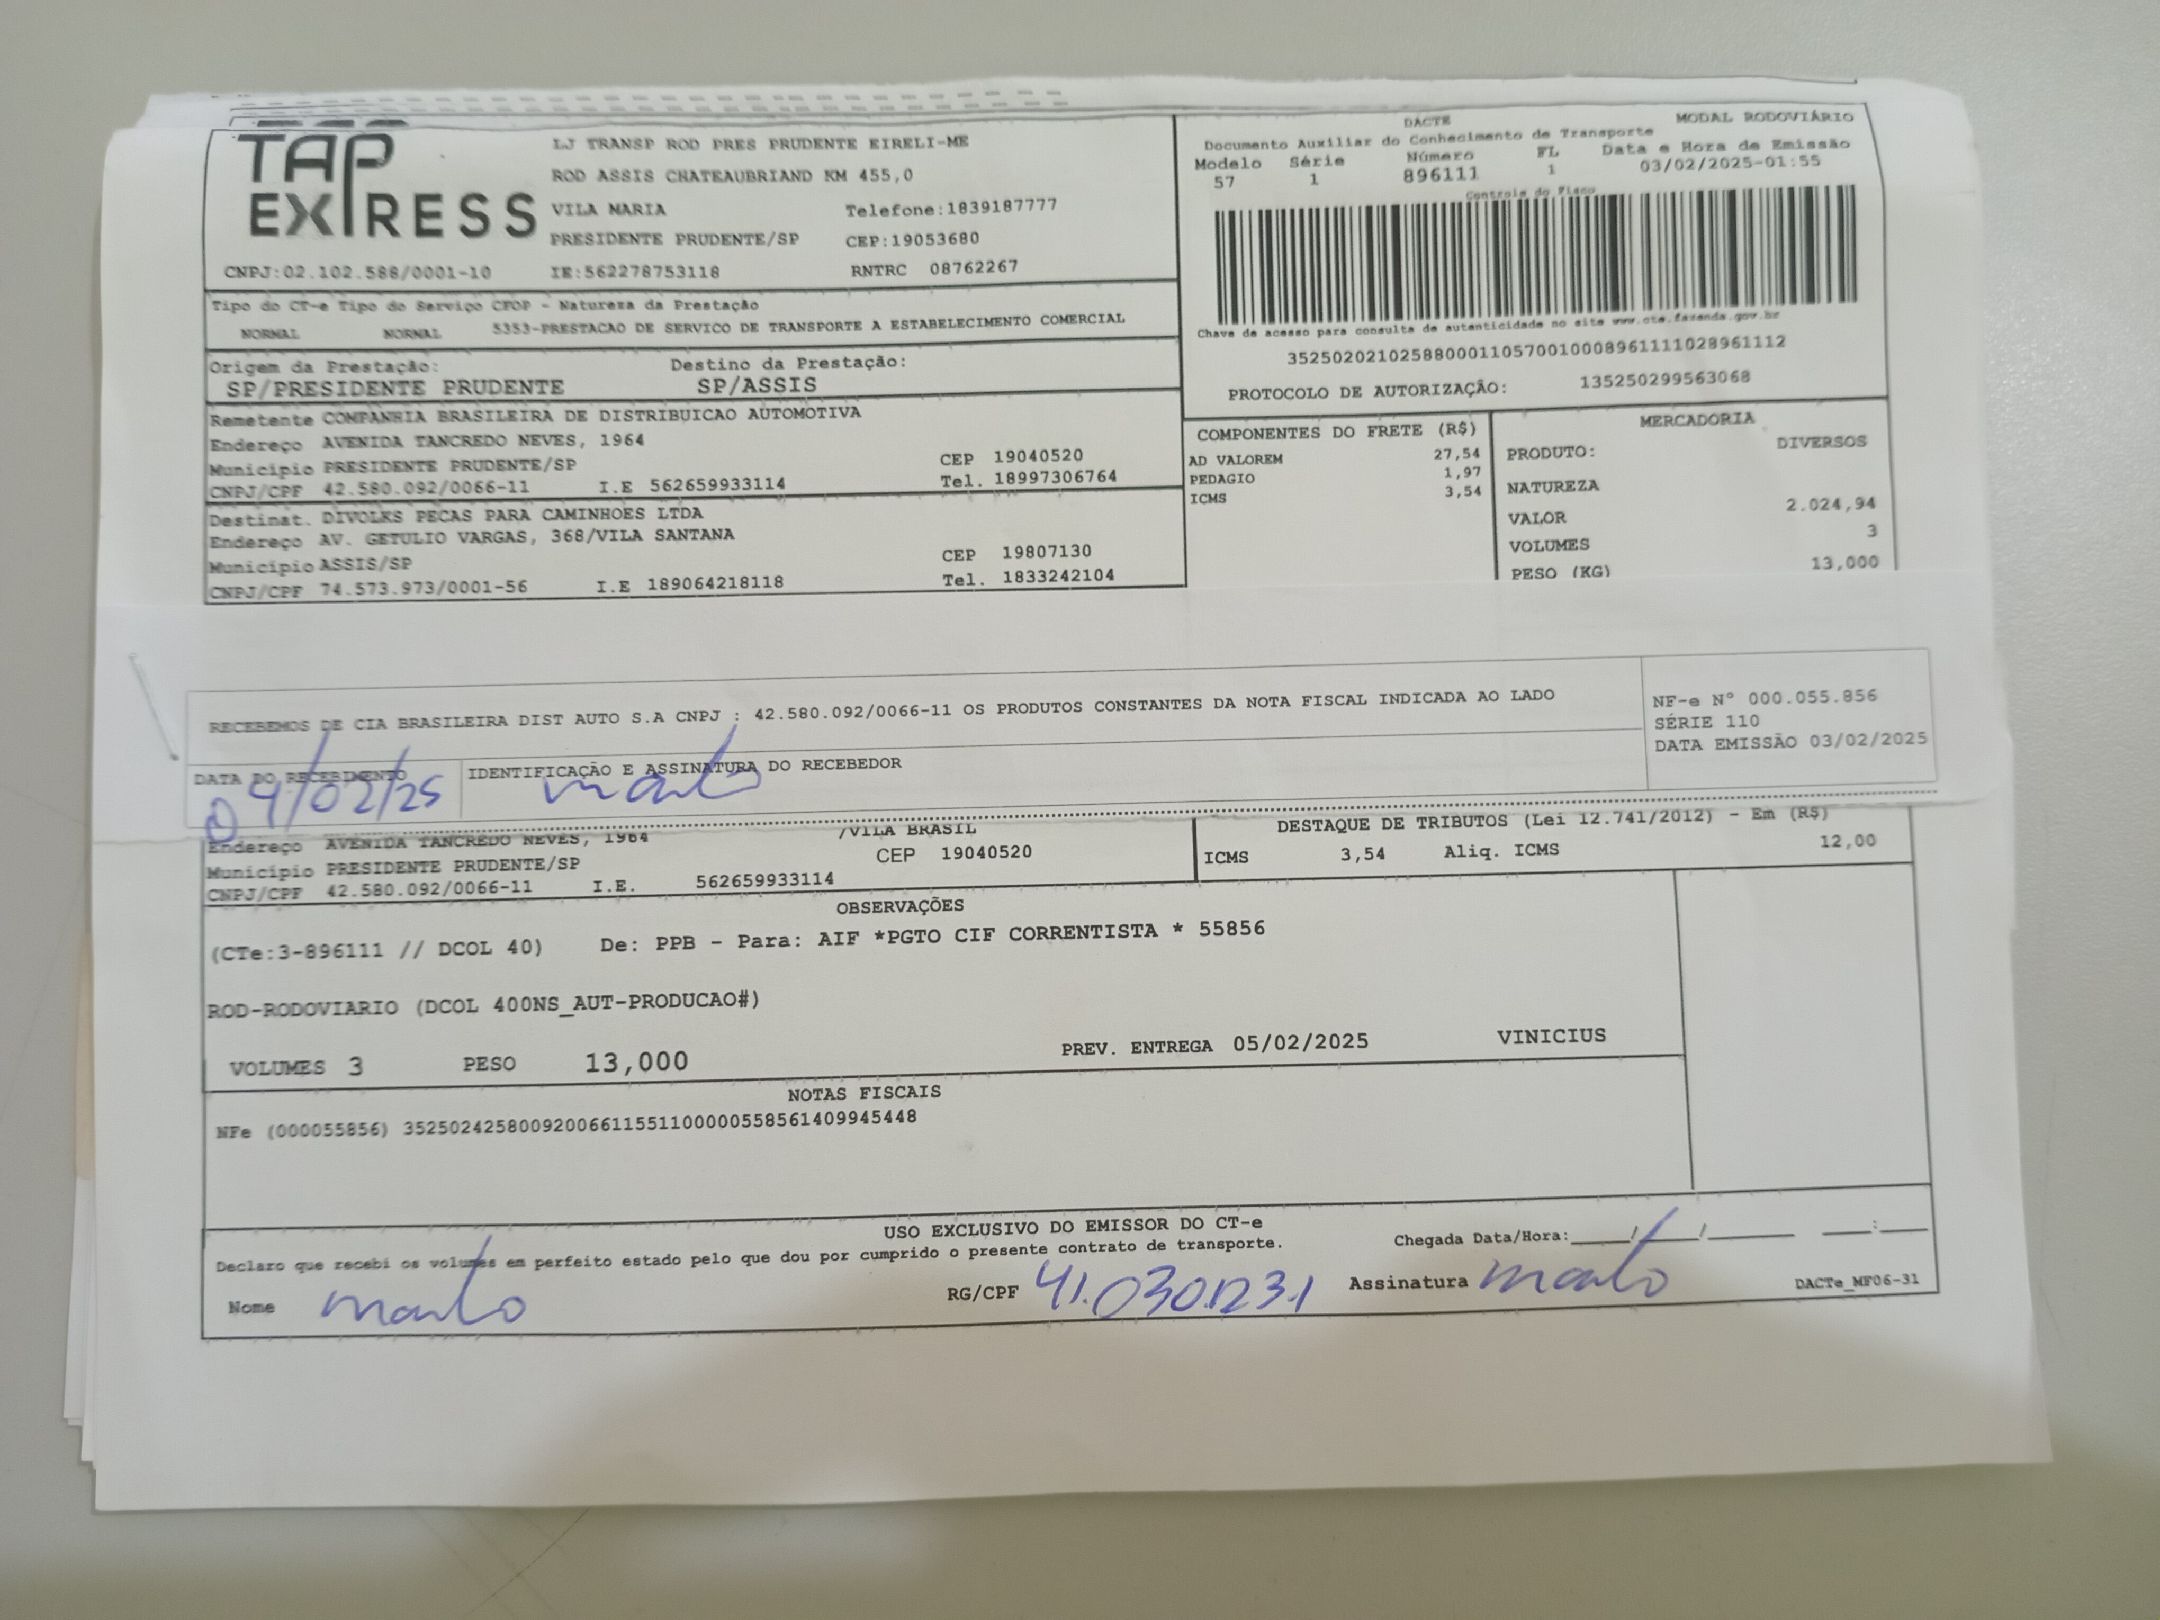 TAP EXPRESS
LJ TRANSP ROD PRES PRUDENTE EIRELI-ME
ROD ASSIS CHATEAUBRIAND KM 455,0
VILA MARIA Telefone:1839187777
PRESIDENTE PRUDENTE/SP CEP:19053680
CNPJ:02.102.588/0001-10 IE:562278753118 RNTRC 08762267
DACTE MODAL RODOVIÁRIO
Documento Auxiliar do Conhecimento de Transporte
Modelo Série Número FL Data e Hora de Emissão
57 1 896111 1 03/02/2025-01:55
Controle do Fisco
Chave de acesso para consulta de autenticidade no site www.cte.fazenda.gov.br
35250202102588000110570010008961111028961112
PROTOCOLO DE AUTORIZAÇÃO: 135250299563068
Tipo do CT-e Tipo do Serviço CFOP - Natureza da Prestação
NORMAL NORMAL 5353-PRESTACAO DE SERVICO DE TRANSPORTE A ESTABELECIMENTO COMERCIAL
Origem da Prestação: Destino da Prestação:
SP/PRESIDENTE PRUDENTE SP/ASSIS
Remetente COMPANHIA BRASILEIRA DE DISTRIBUICAO AUTOMOTIVA
Endereço AVENIDA TANCREDO NEVES, 1964
Município PRESIDENTE PRUDENTE/SP CEP 19040520
CNPJ/CPF 42.580.092/0066-11 I.E 562659933114 Tel. 18997306764
Destinat. DIVOLKS PECAS PARA CAMINHOES LTDA
Endereço AV. GETULIO VARGAS, 368/VILA SANTANA
Município ASSIS/SP CEP 19807130
CNPJ/CPF 74.573.973/0001-56 I.E 189064218118 Tel. 1833242104
COMPONENTES DO FRETE (R$)
AD VALOREM 27,54
PEDAGIO 1,97
ICMS 3,54
MERCADORIA
PRODUTO: DIVERSOS
NATUREZA
VALOR 2.024,94
VOLUMES 3
PESO (KG) 13,000
RECEBEMOS DE CIA BRASILEIRA DIST AUTO S.A CNPJ : 42.580.092/0066-11 OS PRODUTOS CONSTANTES DA NOTA FISCAL INDICADA AO LADO
NF-e Nº 000.055.856
SÉRIE 110
DATA EMISSÃO 03/02/2025
DATA DO RECEBIMENTO IDENTIFICAÇÃO E ASSINATURA DO RECEBEDOR
04/02/25
Endereço AVENIDA TANCREDO NEVES, 1964 /VILA BRASIL
Município PRESIDENTE PRUDENTE/SP CEP 19040520
CNPJ/CPF 42.580.092/0066-11 I.E. 562659933114
DESTAQUE DE TRIBUTOS (Lei 12.741/2012) - Em (R$)
ICMS 3,54 Aliq. ICMS 12,00
OBSERVAÇÕES
(CTe:3-896111 // DCOL 40) De: PPB - Para: AIF *PGTO CIF CORRENTISTA * 55856
ROD-RODOVIARIO (DCOL 400NS_AUT-PRODUCAO#)
VOLUMES 3 PESO 13,000 PREV. ENTREGA 05/02/2025 VINICIUS
NOTAS FISCAIS
NFe (000055856) 35250242580092006611551100000558561409945448
USO EXCLUSIVO DO EMISSOR DO CT-e
Declaro que recebi os volumes em perfeito estado pelo que dou por cumprido o presente contrato de transporte. Chegada Data/Hora:_____/_____/________ ____:____
Nome RG/CPF 41.030.123-1 Assinatura DACTe_MF06-31